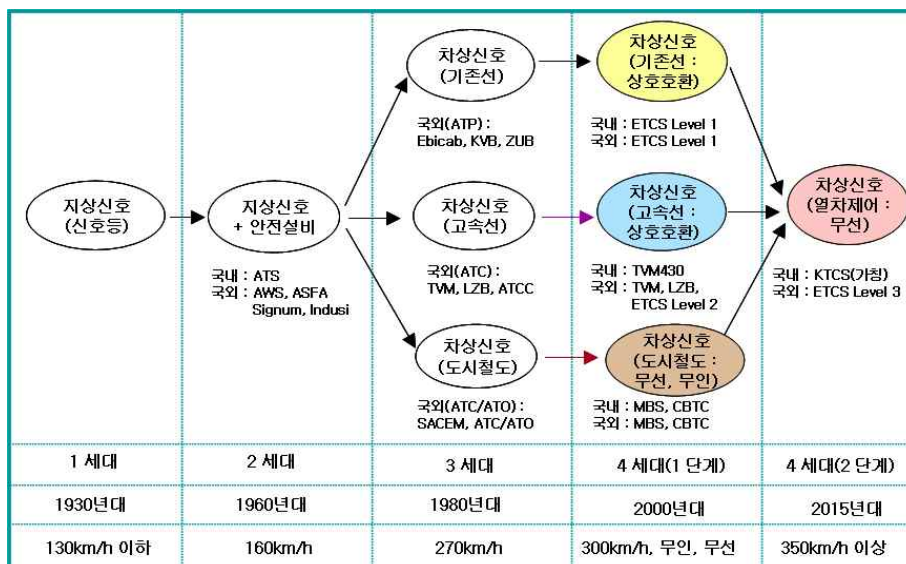 차상신호
(기존선)
차상신호
(기존선 :
상호호환)
국외(ATP) :
Ebicab, KVB, ZUB
국내 : ETCS Level 1
국외 : ETCS Level 1
지상신호
(신호등)
지상신호
+ 안전설비
차상신호
(고속선)
차상신호
(고속선 :
상호호환)
차상신호
(열차제어 :
무선)
국내 : ATS
국외 : AWS, ASFA
Signum, Indusi
국외(ATC) :
TVM, LZB, ATCC
국내 : TVM430
국외 : TVM, LZB,
ETCS Level 2
국내 : KTCS(가칭)
국외 : ETCS Level 3
차상신호
(도시철도)
차상신호
(도시철도 :
무선, 무인)
국외(ATC/ATO) :
SACEM, ATC/ATO
국내 : MBS, CBTC
국외 : MBS, CBTC
1 세대
2 세대
3 세대
4 세대(1 단계)
4 세대(2 단계)
1930년대
1960년대
1980년대
2000년대
2015년대
130km/h 이하
160km/h
270km/h
300km/h, 무인, 무선
350km/h 이상